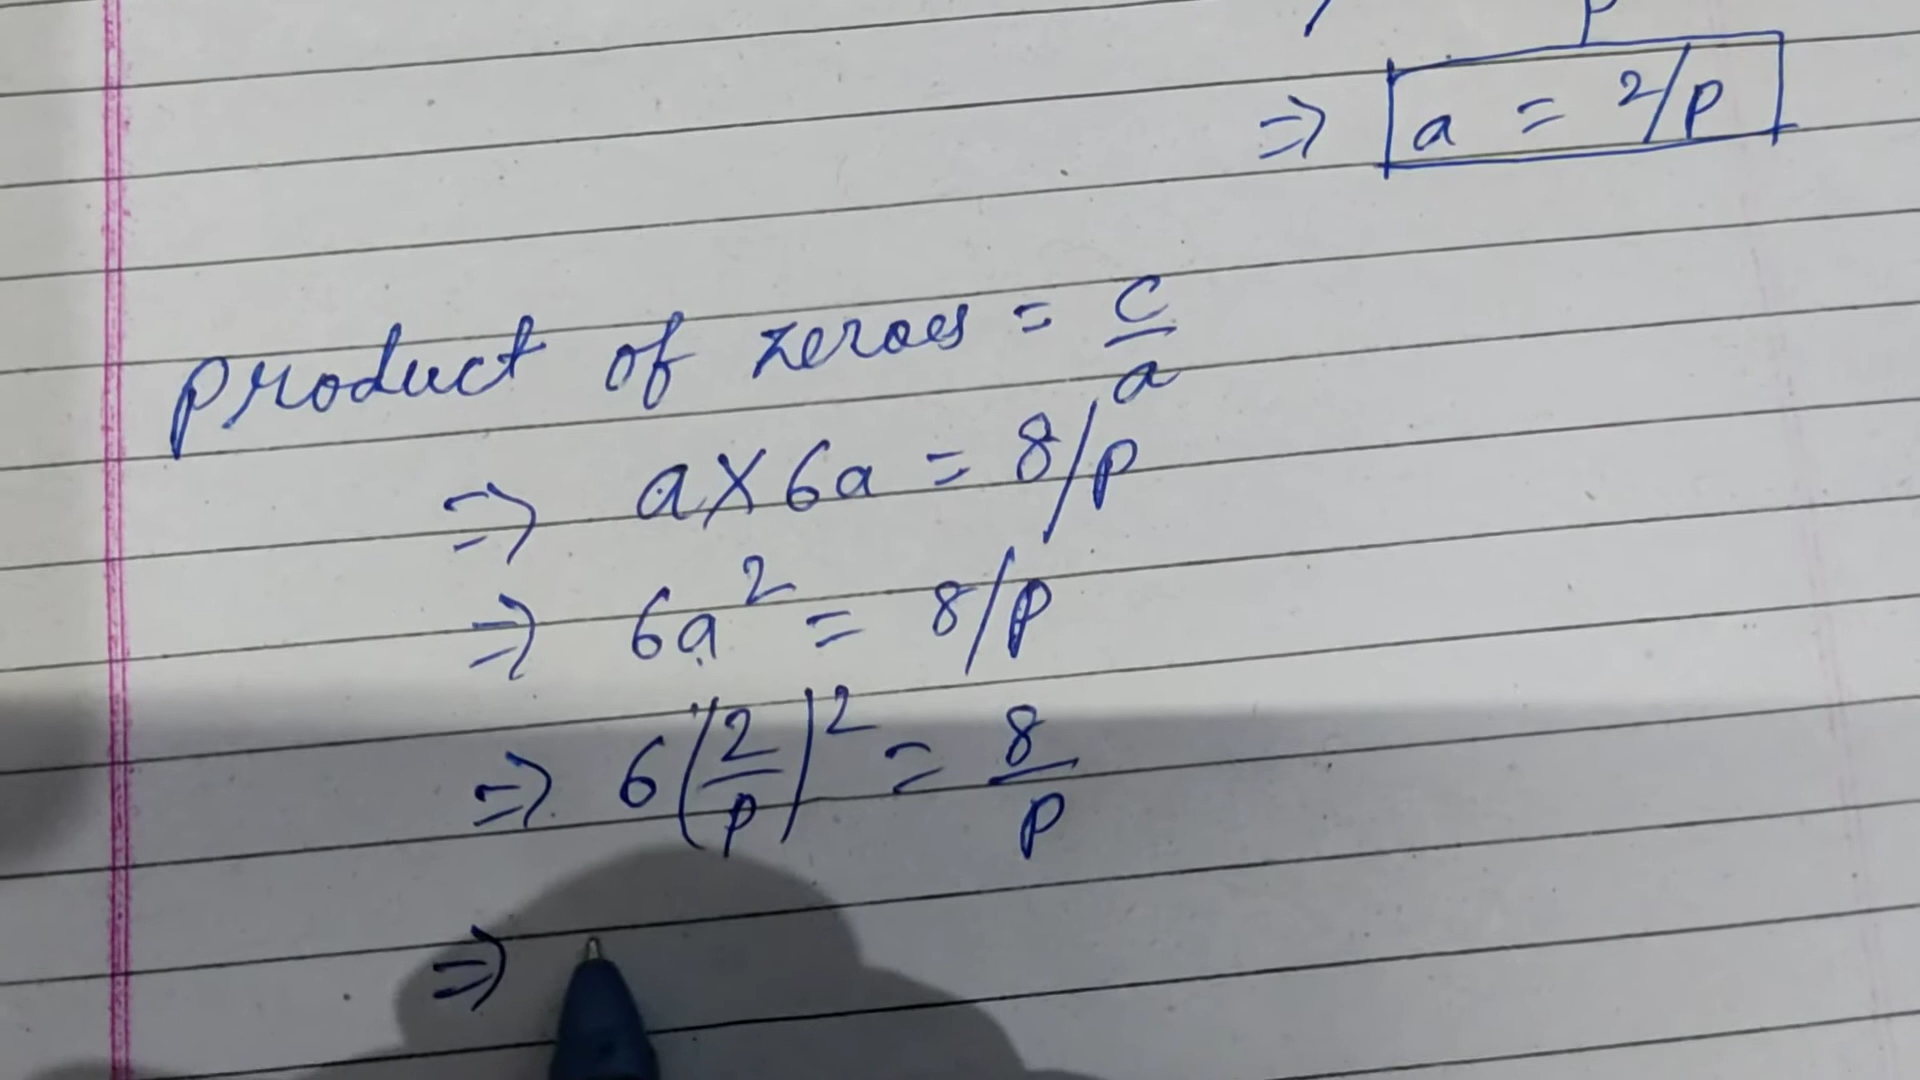 p
⇒ a = 2/p
product of zeroes = c/a
⇒ a×6a = 8/p
⇒ 6a² = 8/p
⇒ 6(2/p)² = 8/p
⇒